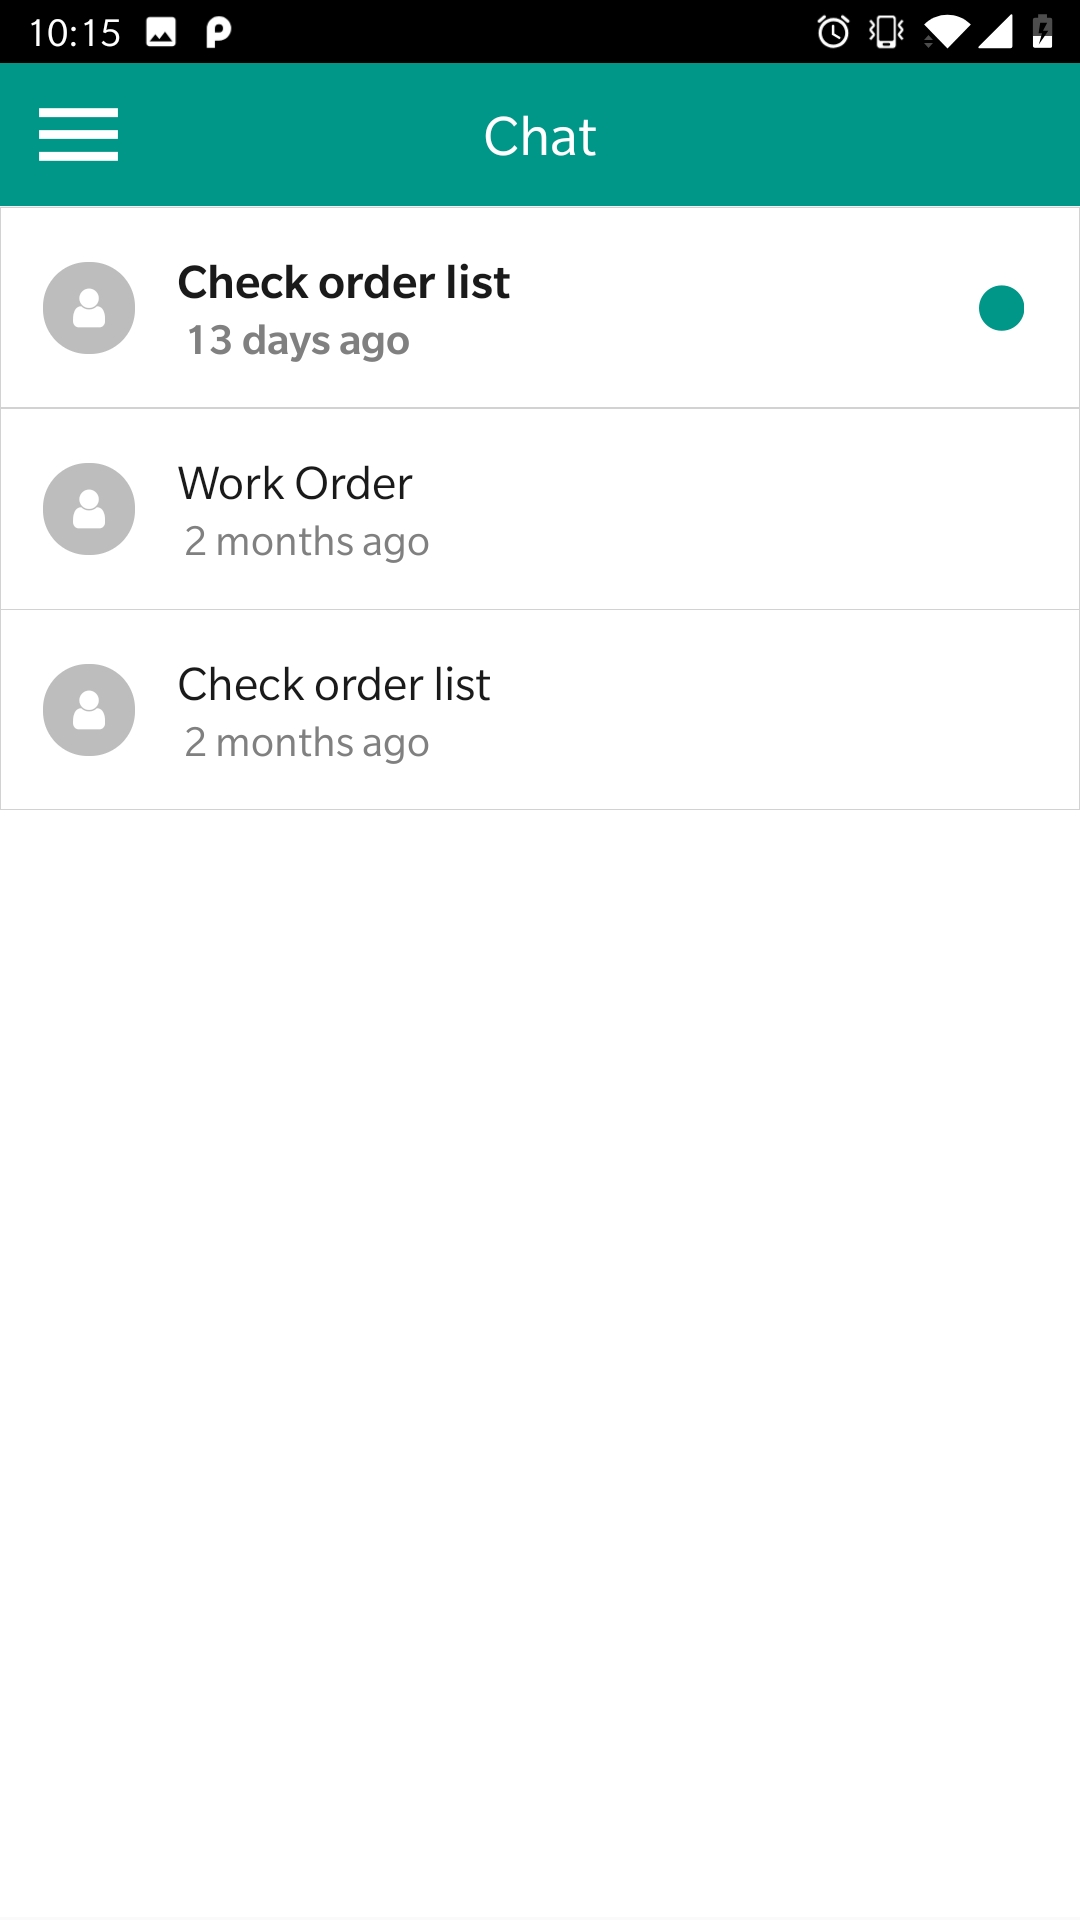 10:15
Chat
Check order list
13 days ago
Work Order
2 months ago
Check order list
2 months ago